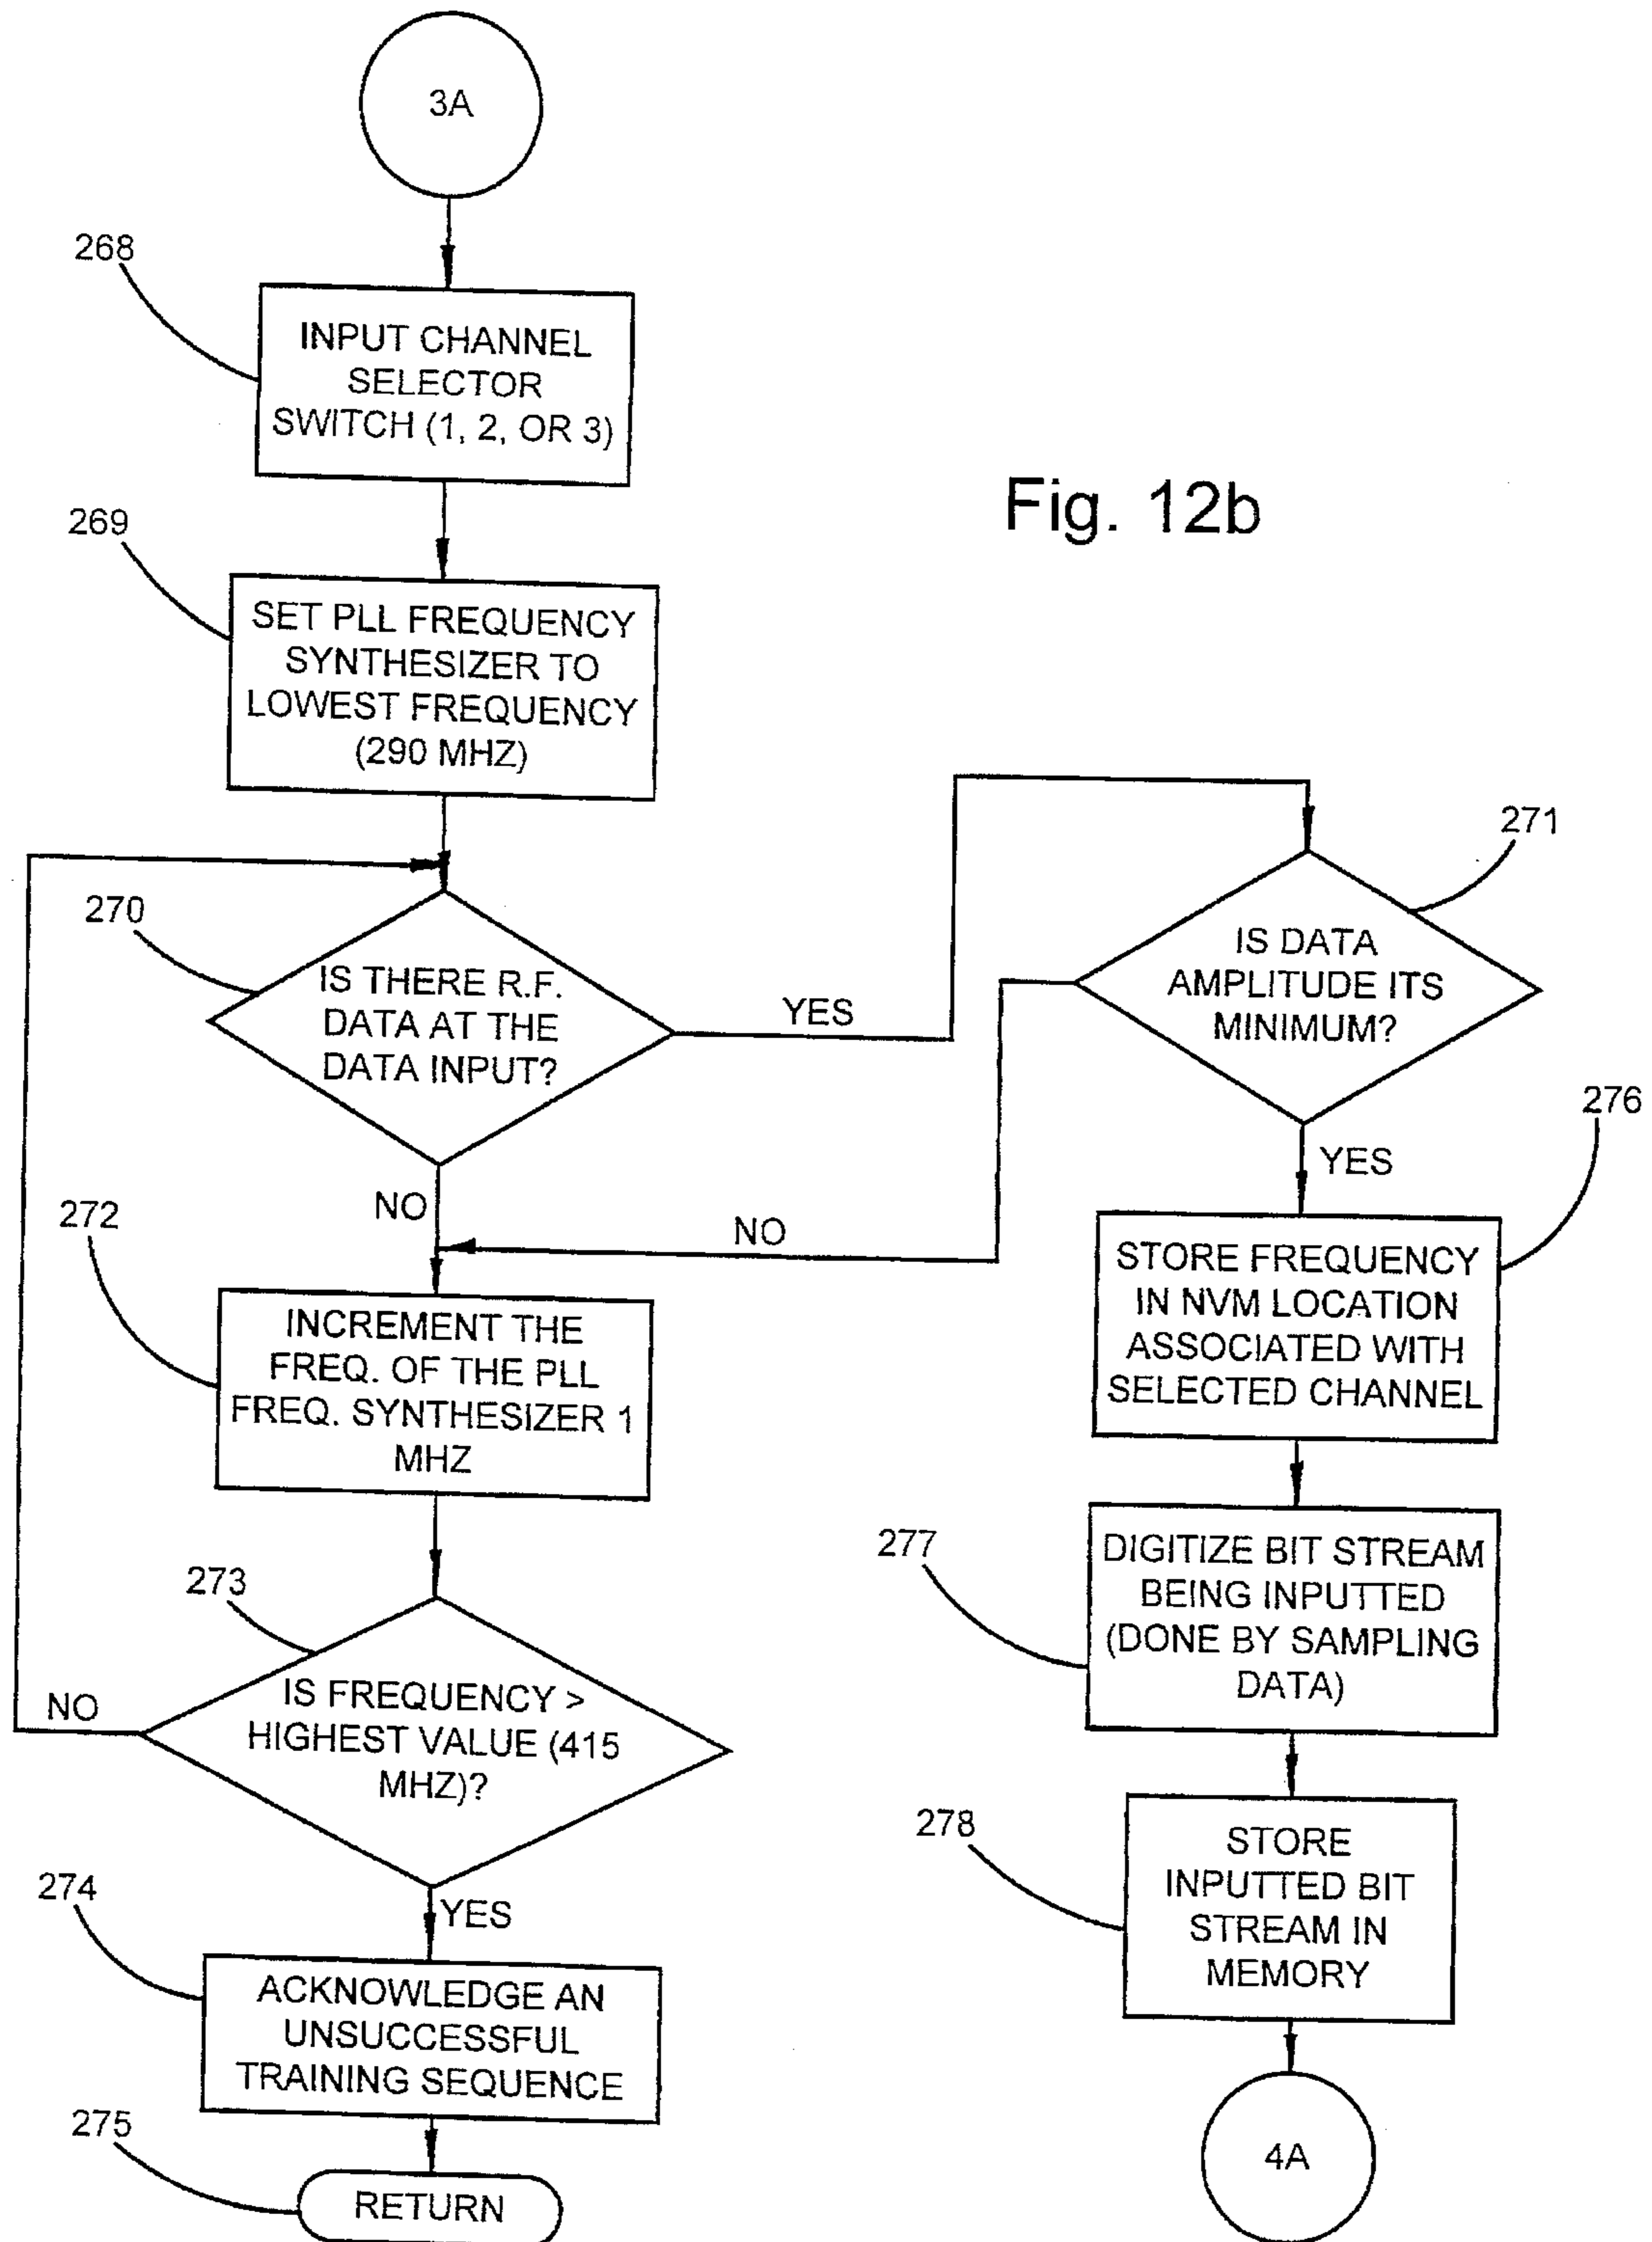 3A
268
INPUT CHANNEL
SELECTOR
SWITCH (1, 2, OR 3)
Fig. 12b
269
SET PLL FREQUENCY
SYNTHESIZER TO
LOWEST FREQUENCY
(290 MHZ)
270
IS THERE R.F.
DATA AT THE
DATA INPUT?
YES
NO
271
IS DATA
AMPLITUDE ITS
MINIMUM?
YES
NO
272
INCREMENT THE
FREQ. OF THE PLL
FREQ. SYNTHESIZER 1
MHZ
276
STORE FREQUENCY
IN NVM LOCATION
ASSOCIATED WITH
SELECTED CHANNEL
273
IS FREQUENCY >
HIGHEST VALUE (415
MHZ)?
NO
YES
277
DIGITIZE BIT STREAM
BEING INPUTTED
(DONE BY SAMPLING
DATA)
274
ACKNOWLEDGE AN
UNSUCCESSFUL
TRAINING SEQUENCE
278
STORE
INPUTTED BIT
STREAM IN
MEMORY
275
RETURN
4A